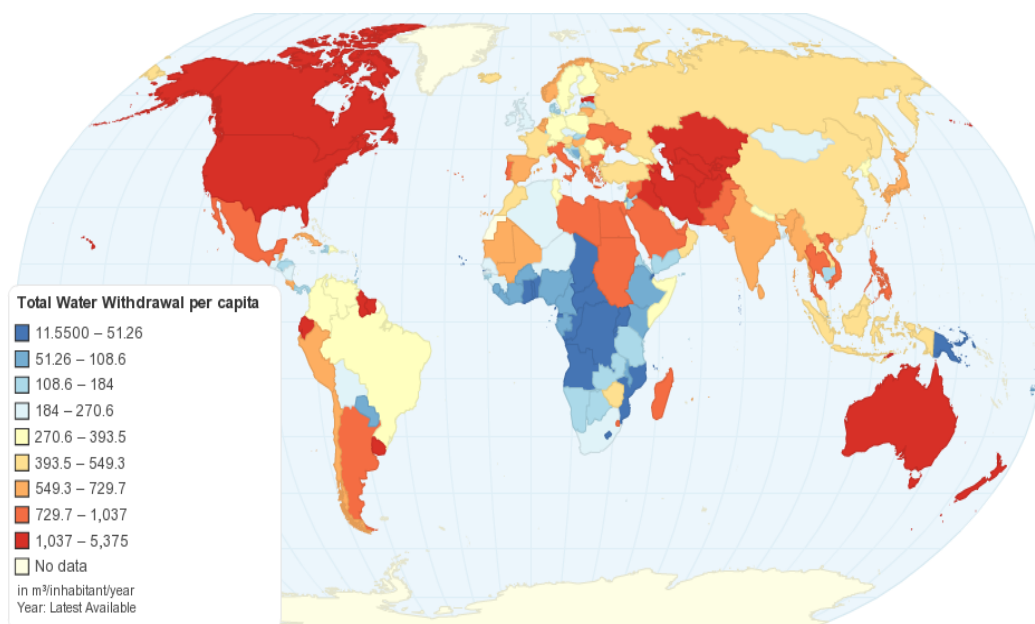 Total Water Withdrawal per capita
11.5500 – 51.26
51.26 – 108.6
108.6 – 184
184 – 270.6
270.6 – 393.5
393.5 – 549.3
549.3 – 729.7
729.7 – 1,037
1,037 – 5,375
No data
in m³/inhabitant/year
Year: Latest Available